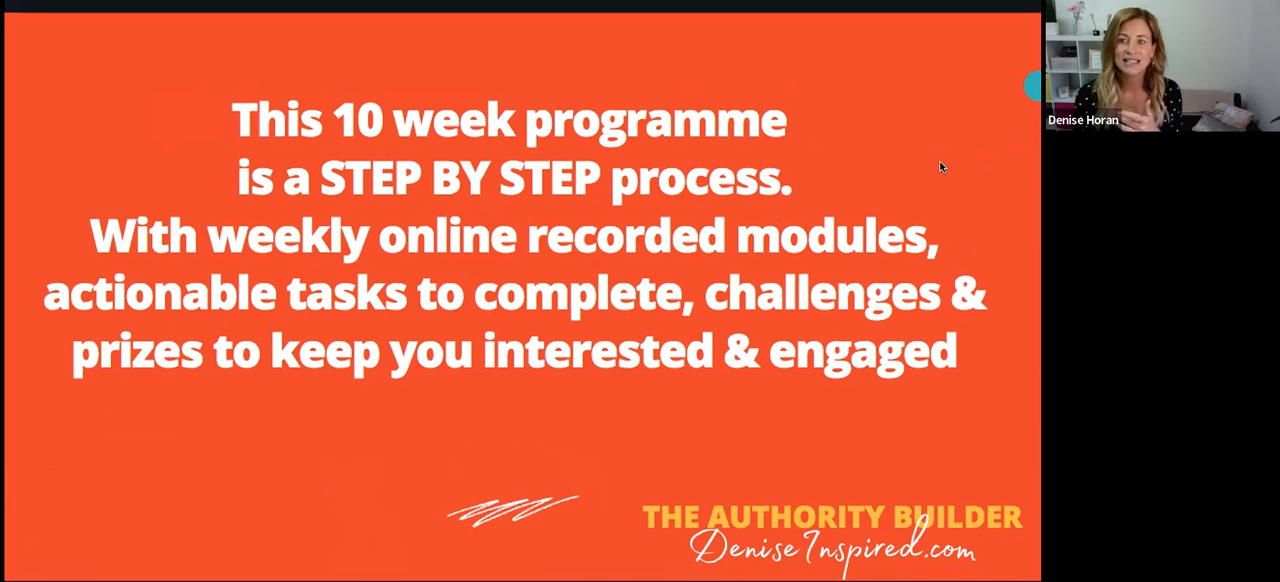 This 10 week programme
is a STEP BY STEP process.
With weekly online recorded modules,
actionable tasks to complete, challenges &
prizes to keep you interested & engaged
THE AUTHORITY BUILDER
DeniseInspired.com
Denise Horan